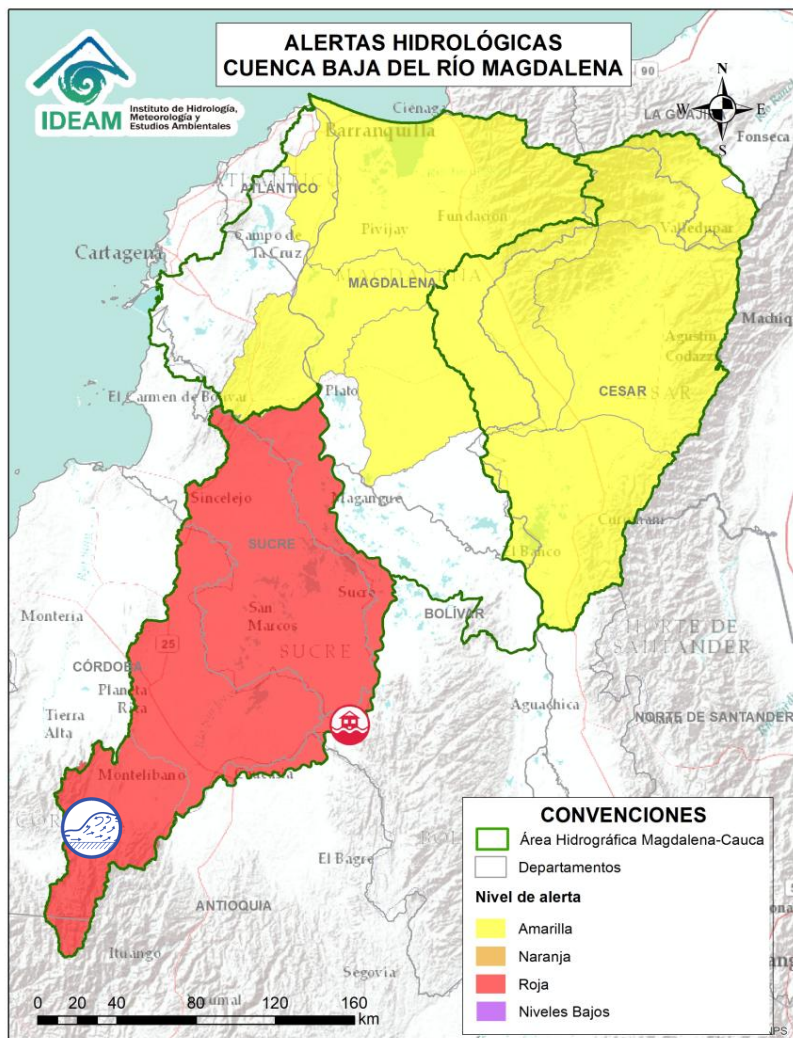 ALERTAS HIDROLÓGICAS
CUENCA BAJA DEL RÍO MAGDALENA
IDEAM
Instituto de Hidrología,
Meteorología y
Estudios Ambientales
90
N
W
E
S
Ciénaga
LA GUAJIRA
Barranquilla
Fonseca
ATLÁNTICO
Valledupar
Pivijay
Fundación
Campo de
la Cruz
Cartagena
MAGDALENA
Machiq
Agustín
Codazzi
El Carmen de Bolívar
Plato
CESAR
Sincelejo
Magangue
SUCRE
El Banco
Sucre
San
Marcos
BOLÍVAR
Montería
SUCRE
NORTE DE
SANTANDER
25
CÓRDOBA
Planeta
Rica
Aguachica
Tierra
Alta
NORTE DE SANTANDER
Montelíbano
El Bagre
ANTIOQUIA
Ituango
Segovia
CONVENCIONES
Área Hidrográfica Magdalena-Cauca
Departamentos
Nivel de alerta
Amarilla
Naranja
Roja
Niveles Bajos
0 20 40 80 120 160
km